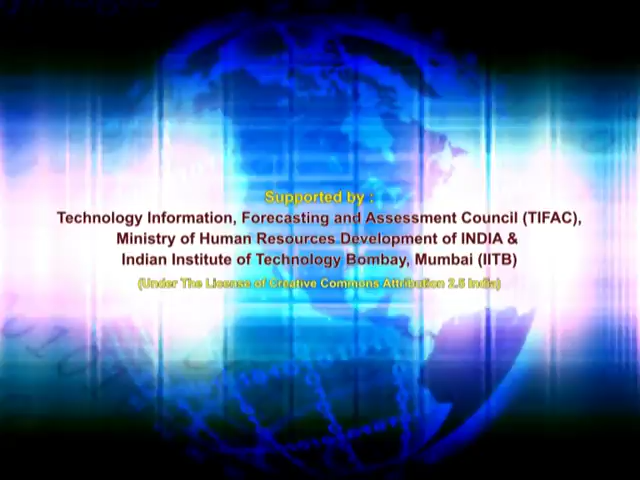 Supported by :
Technology Information, Forecasting and Assessment Council (TIFAC),
Ministry of Human Resources Development of INDIA &
Indian Institute of Technology Bombay, Mumbai (IITB)
(Under The License of Creative Commons Attribution 2.5 India)